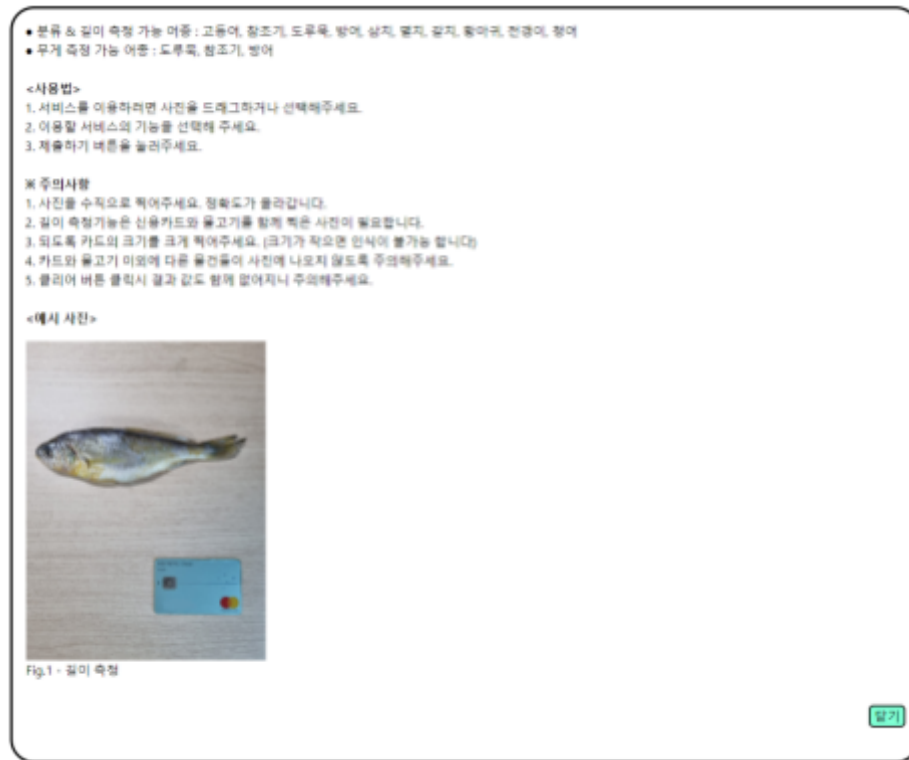 ● 분류 & 길이 측정 가능 어종 : 고등어, 참조기, 도루묵, 방어, 삼치, 멸치, 갈치, 황아귀, 전갱이, 청어
● 무게 측정 가능 어종 : 도루묵, 참조기, 방어
<사용법>
1. 서비스를 이용하려면 사진을 드래그하거나 선택해주세요.
2. 이용할 서비스의 기능을 선택해 주세요.
3. 제출하기 버튼을 눌러주세요.
※ 주의사항
1. 사진을 수직으로 찍어주세요. 정확도가 올라갑니다.
2. 길이 측정기능은 신용카드와 물고기를 함께 찍은 사진이 필요합니다.
3. 되도록 카드의 크기를 크게 찍어주세요. (크기가 작으면 인식이 불가능 합니다)
4. 카드와 물고기 이외에 다른 물건들이 사진에 나오지 않도록 주의해주세요.
5. 클리어 버튼 클릭시 결과 값도 함께 없어지니 주의해주세요.
<예시 사진>
Fig.1 - 길이 측정
닫기